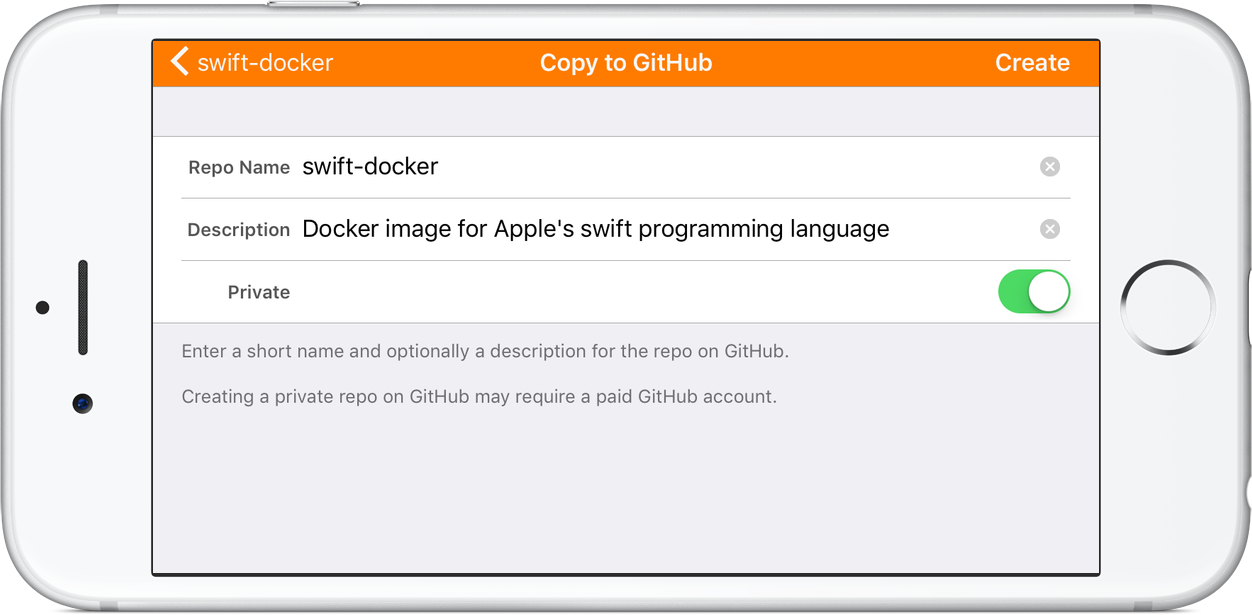 swift-docker
Copy to GitHub
Create
Repo Name swift-docker
Description Docker image for Apple's swift programming language
Private
Enter a short name and optionally a description for the repo on GitHub.
Creating a private repo on GitHub may require a paid GitHub account.